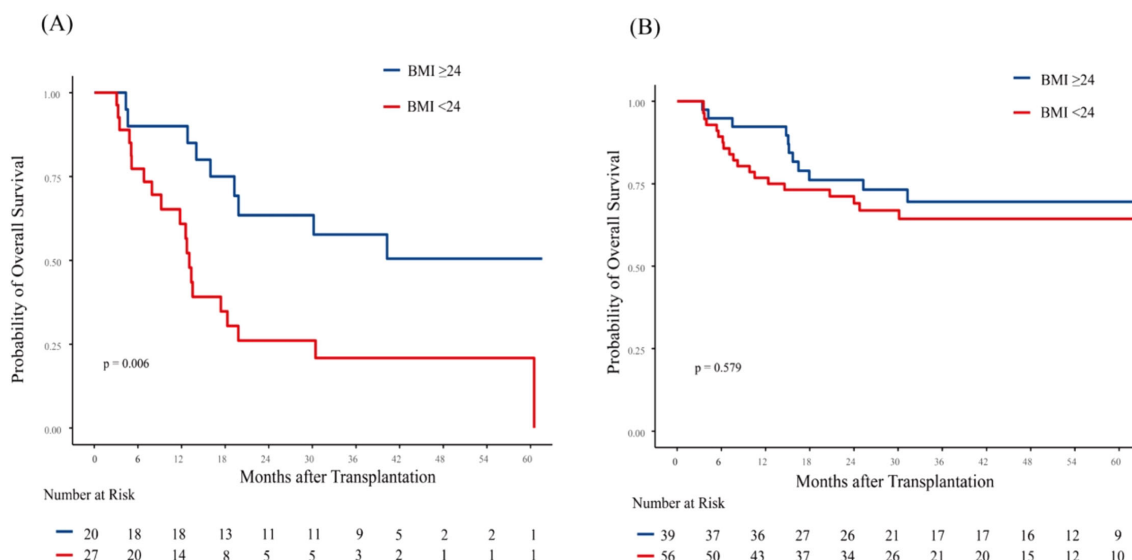 (A)
BMI ≥24
BMI <24
Probability of Overall Survival
1.00
0.75
0.50
0.25
0.00
p = 0.006
0 6 12 18 24 30 36 42 48 54 60
Months after Transplantation
Number at Risk
20 18 18 13 11 11 9 5 2 2 1
27 20 14 8 5 5 3 2 1 1 1
(B)
BMI ≥24
BMI <24
Probability of Overall Survival
1.00
0.75
0.50
0.25
0.00
p = 0.579
0 6 12 18 24 30 36 42 48 54 60
Months after Transplantation
Number at Risk
39 37 36 27 26 21 17 17 16 12 9
56 50 43 37 34 26 21 20 15 12 10